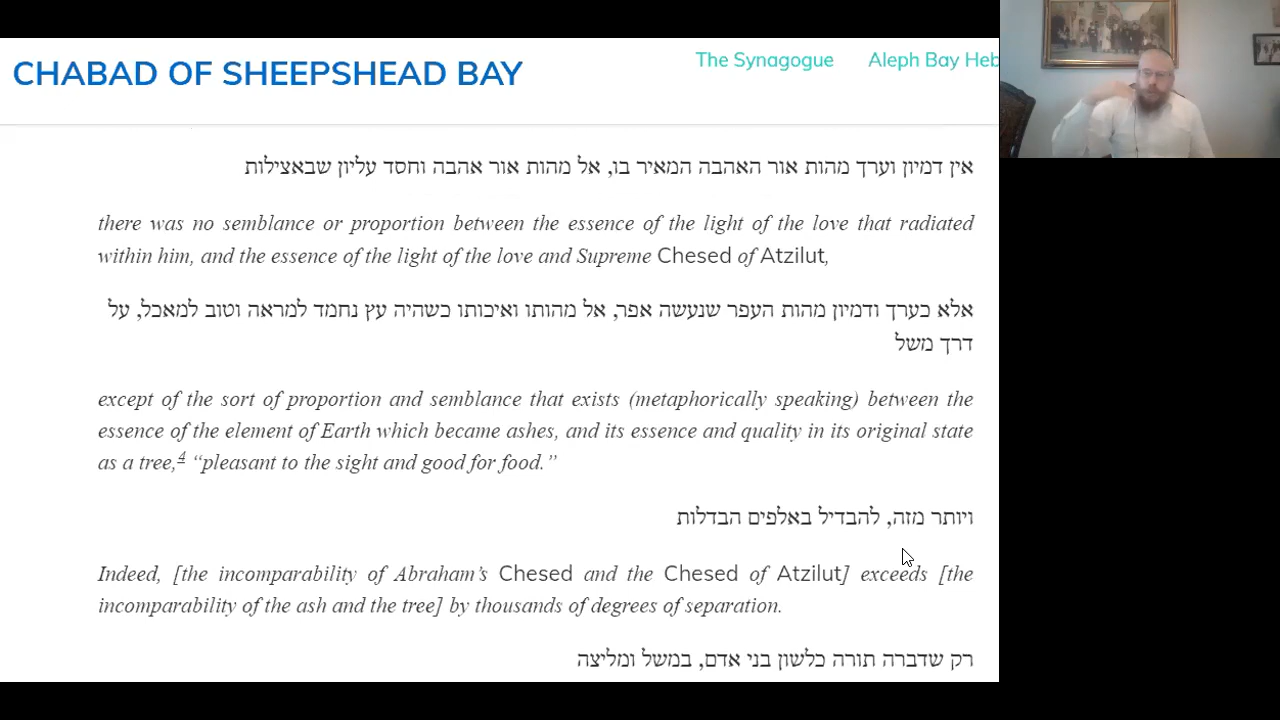 CHABAD OF SHEEPSHEAD BAY
The Synagogue
Aleph Bay Heb
אין דמיון וערך מהות אור האהבה המאיר בו, אל מהות אור אהבה וחסד עליון שבאצילות
there was no semblance or proportion between the essence of the light of the love that radiated
within him, and the essence of the light of the love and Supreme Chesed of Atzilut,
אלא כערך ודמיון מהות העפר שנעשה אפר, אל מהותו ואיכותו כשהיה עץ נחמד למראה וטוב למאכל, על
דרך משל
except of the sort of proportion and semblance that exists (metaphorically speaking) between the
essence of the element of Earth which became ashes, and its essence and quality in its original state
as a tree,4 “pleasant to the sight and good for food.”
ויותר מזה, להבדיל באלפים הבדלות
Indeed, [the incomparability of Abraham’s Chesed and the Chesed of Atzilut] exceeds [the
incomparability of the ash and the tree] by thousands of degrees of separation.
רק שדברה תורה כלשון בני אדם, במשל ומליצה